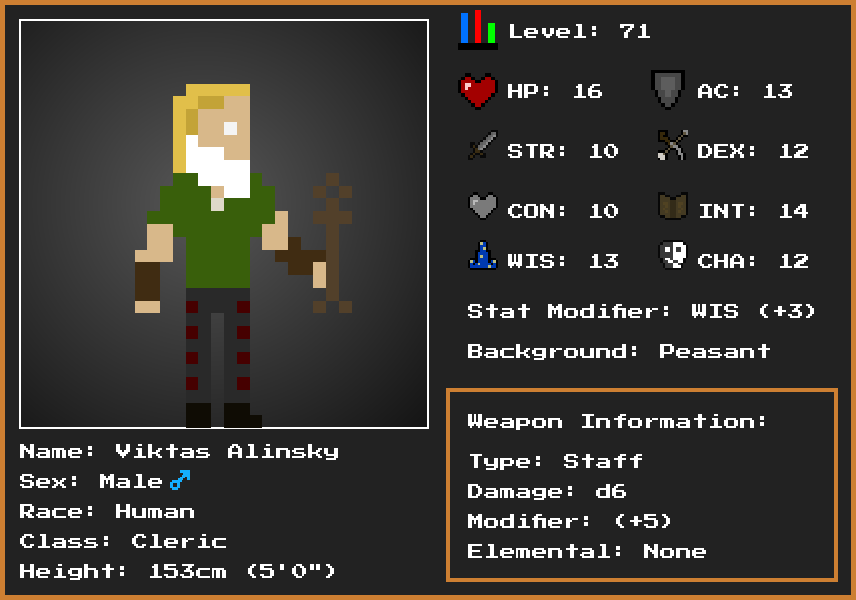 Level: 71
HP: 16
AC: 13
STR: 10
DEX: 12
CON: 10
INT: 14
WIS: 13
CHA: 12
Stat Modifier: WIS (+3)
Background: Peasant
Weapon Information:
Type: Staff
Damage: d6
Modifier: (+5)
Elemental: None
Name: Viktas Alinsky
Sex: Male ♂
Race: Human
Class: Cleric
Height: 153cm (5'0")